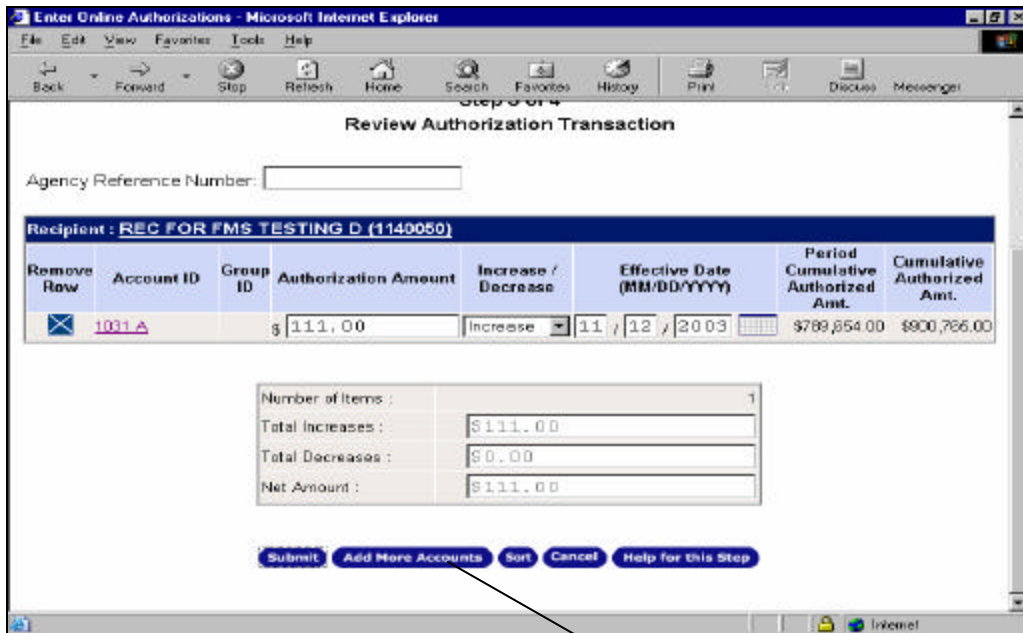 Enter Online Authorizations - Microsoft Internet Explorer
File Edit View Favorites Tools Help
Back Forward Stop Refresh Home Search Favorites History Print Discuss Messenger
Step 3 of 4
Review Authorization Transaction
Agency Reference Number:
Recipient : REC FOR FMS TESTING D (1140050)
Remove Row Account ID Group ID Authorization Amount Increase / Decrease Effective Date (MM/DD/YYYY) Period Cumulative Authorized Amt. Cumulative Authorized Amt.
1031 A $ 111.00 Increase 11 / 12 / 2003 $789,654.00 $900,766.00
Number of Items : 1
Total Increases : $111.00
Total Decreases : $0.00
Net Amount : $111.00
Submit Add More Accounts Sort Cancel Help for this Step
Internet